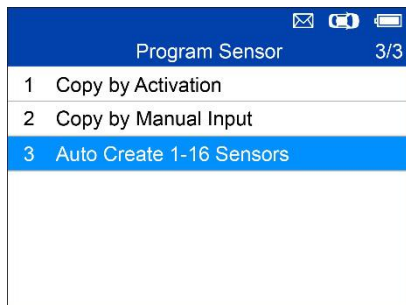 Program Sensor 3/3
1 Copy by Activation
2 Copy by Manual Input
3 Auto Create 1-16 Sensors